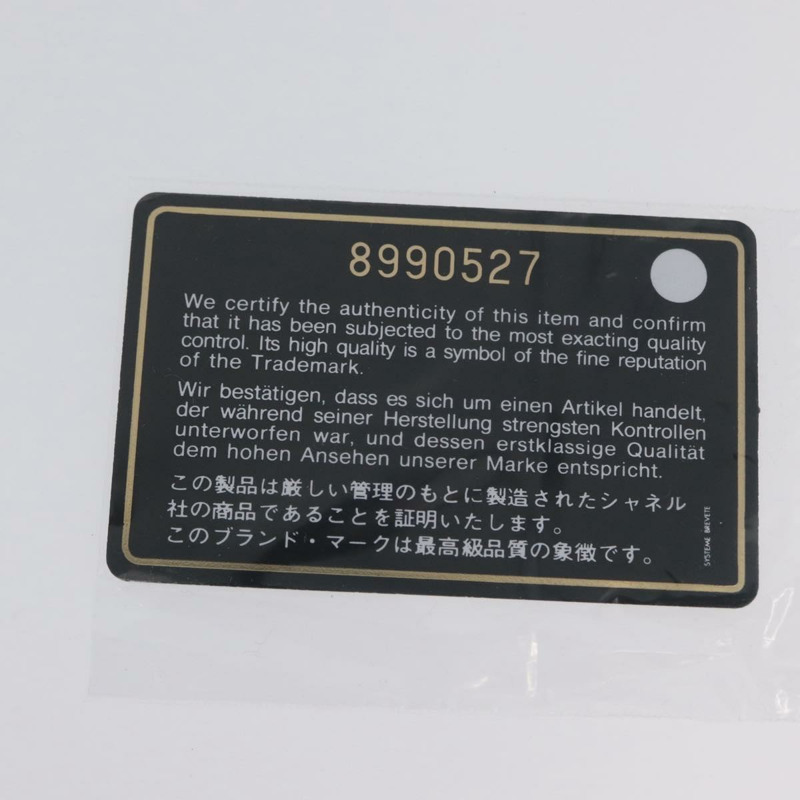 8990527
We certify the authenticity of this item and confirm
that it has been subjected to the most exacting quality
control. Its high quality is a symbol of the fine reputation
of the Trademark.
Wir bestätigen, dass es sich um einen Artikel handelt,
der während seiner Herstellung strengsten Kontrollen
unterworfen war, und dessen erstklassige Qualität
dem hohen Ansehen unserer Marke entspricht.
この製品は厳しい管理のもとに製造されたシャネル
社の商品であることを証明いたします。
このブランド・マークは最高級品質の象徴です。
SYSTEME BREVETE